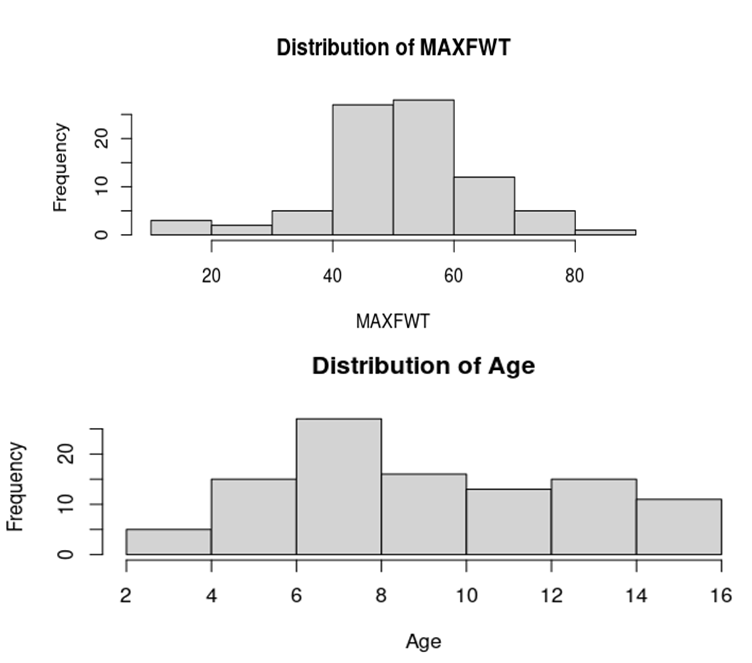 Distribution of MAXFWT
Frequency
0 10 20
20 40 60 80
MAXFWT
Distribution of Age
Frequency
0 10 20
2 4 6 8 10 12 14 16
Age